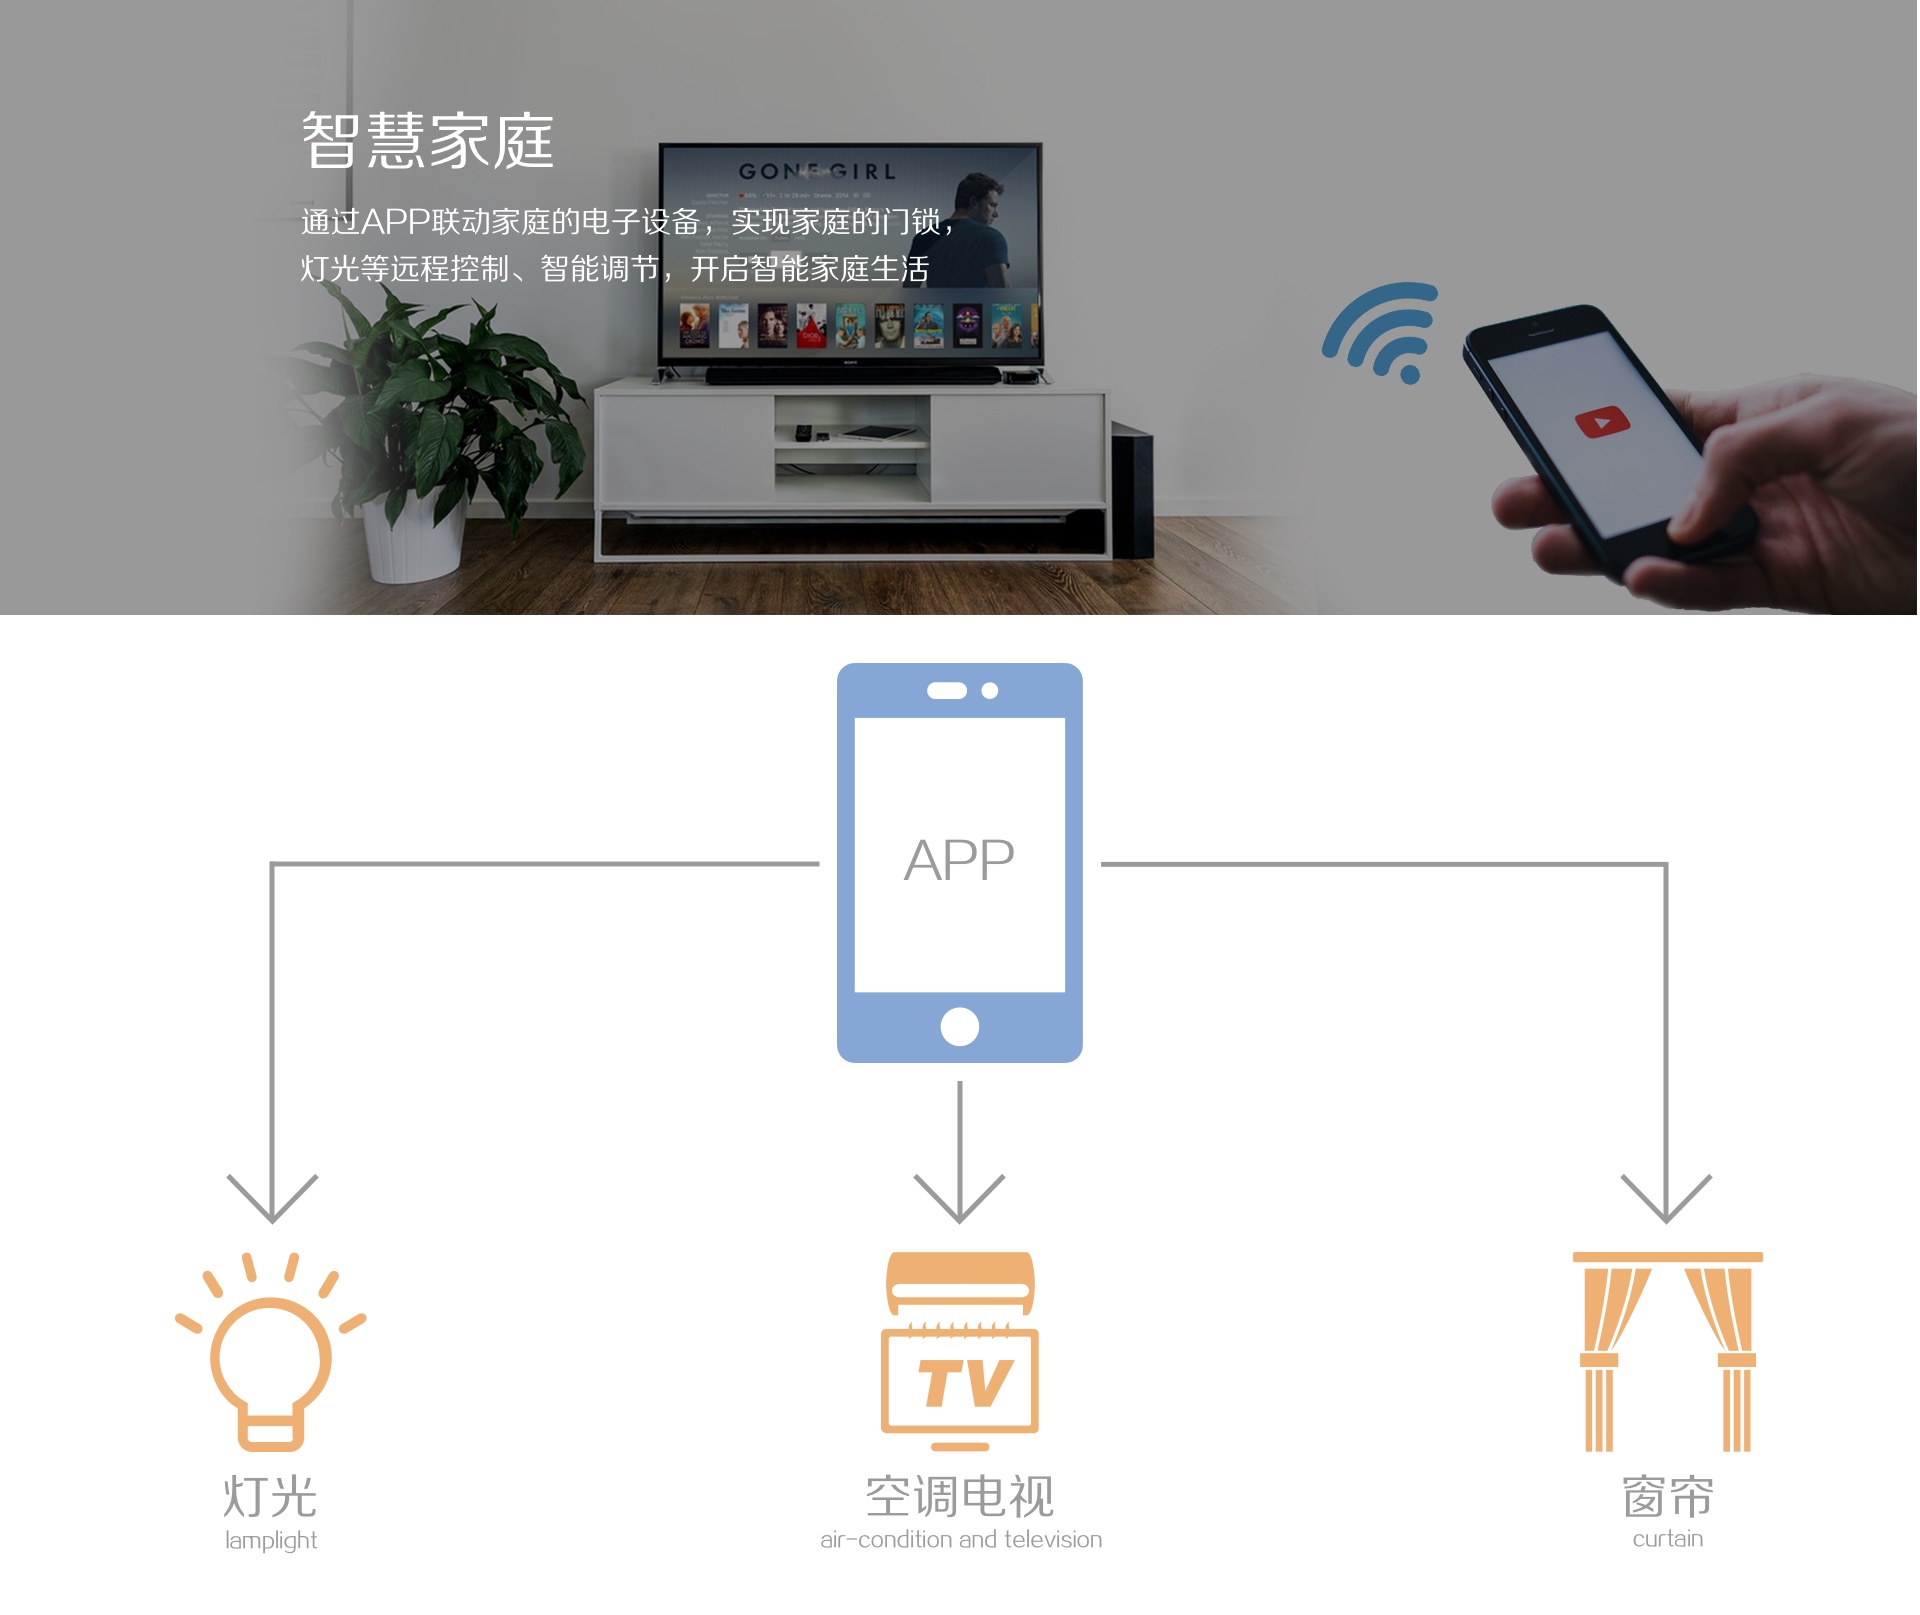 智慧家庭
GONE GIRL
通过APP联动家庭的电子设备，实现家庭的门锁，
灯光等远程控制、智能调节，开启智能家庭生活
SONY
APP
TV
灯光
空调电视
窗帘
lamplight
air-condition and television
curtain